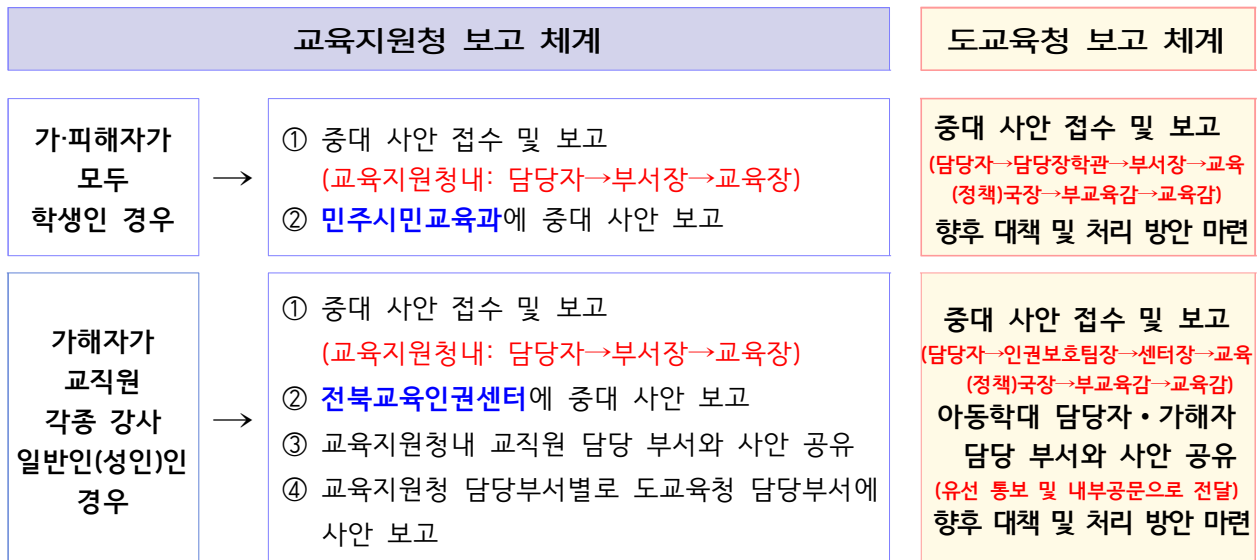 교육지원청 보고 체계
도교육청 보고 체계
가·피해자가
모두
학생인 경우
→
① 중대 사안 접수 및 보고
(교육지원청내: 담당자→부서장→교육장)
② 민주시민교육과에 중대 사안 보고
중대 사안 접수 및 보고
(담당자→담당장학관→부서장→교육
(정책)국장→부교육감→교육감)
향후 대책 및 처리 방안 마련
가해자가
교직원
각종 강사
일반인(성인)인
경우
→
① 중대 사안 접수 및 보고
(교육지원청내: 담당자→부서장→교육장)
② 전북교육인권센터에 중대 사안 보고
③ 교육지원청내 교직원 담당 부서와 사안 공유
④ 교육지원청 담당부서별로 도교육청 담당부서에
사안 보고
중대 사안 접수 및 보고
(담당자→인권보호팀장→센터장→교육
(정책)국장→부교육감→교육감)
아동학대 담당자·가해자
담당 부서와 사안 공유
(유선 통보 및 내부공문으로 전달)
향후 대책 및 처리 방안 마련